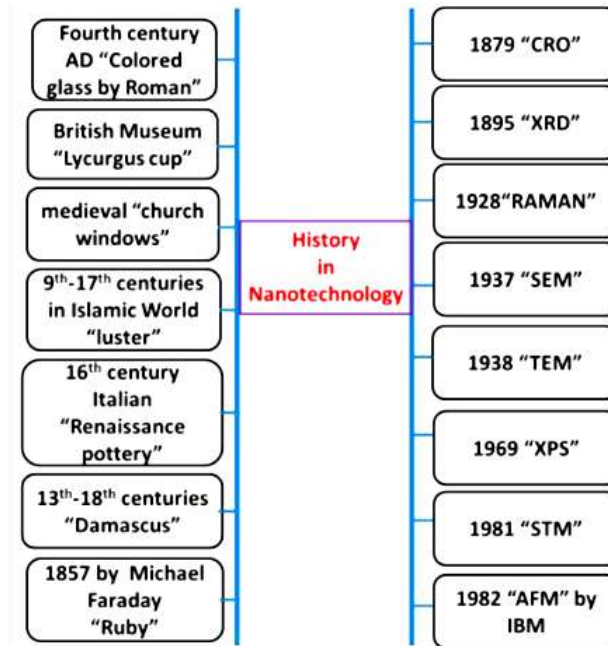 Fourth century
AD “Colored
glass by Roman”
British Museum
“Lycurgus cup”
medieval “church
windows”
9th-17th centuries
in Islamic World
“luster”
16th century
Italian
“Renaissance
pottery”
13th-18th centuries
“Damascus”
1857 by Michael
Faraday
“Ruby”
History
in
Nanotechnology
1879 “CRO”
1895 “XRD”
1928“RAMAN”
1937 “SEM”
1938 “TEM”
1969 “XPS”
1981 “STM”
1982 “AFM” by
IBM